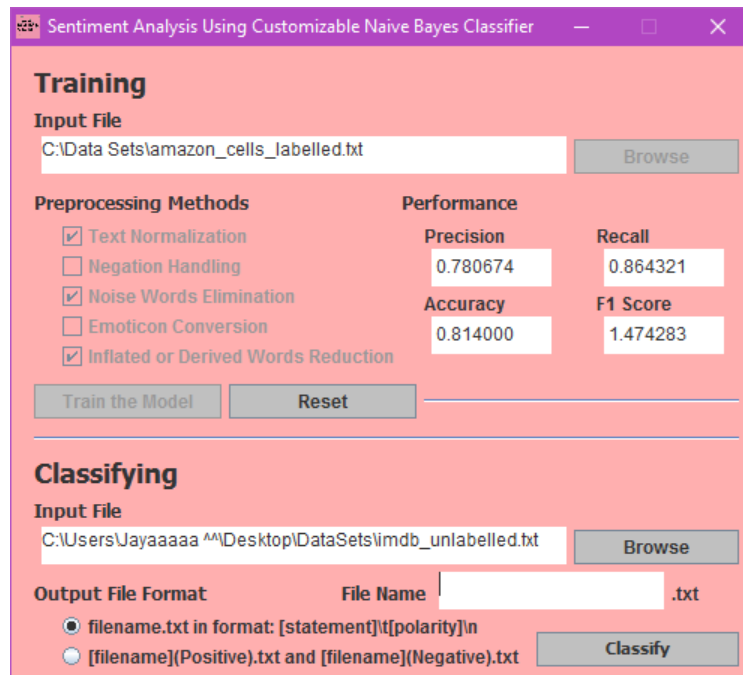 Sentiment Analysis Using Customizable Naive Bayes Classifier
Training
Input File
C:\Data Sets\amazon_cells_labelled.txt
Browse
Preprocessing Methods
Performance
Text Normalization
Precision
Recall
Negation Handling
0.780674
0.864321
Noise Words Elimination
Accuracy
F1 Score
Emoticon Conversion
0.814000
1.474283
Inflated or Derived Words Reduction
Train the Model
Reset
Classifying
Input File
C:\Users\Jayaaaaa ^^\Desktop\DataSets\imdb_unlabelled.txt
Browse
Output File Format
File Name
.txt
filename.txt in format: [statement]\t[polarity]\n
[filename](Positive).txt and [filename](Negative).txt
Classify